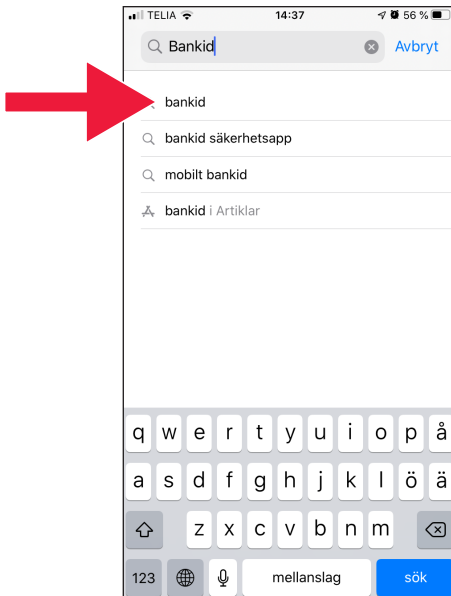 TELIA 14:37 56 %
Bankid Avbryt
bankid
bankid säkerhetsapp
mobilt bankid
bankid i Artiklar
q w e r t y u i o p å
a s d f g h j k l ö ä
z x c v b n m
123 mellanslag sök